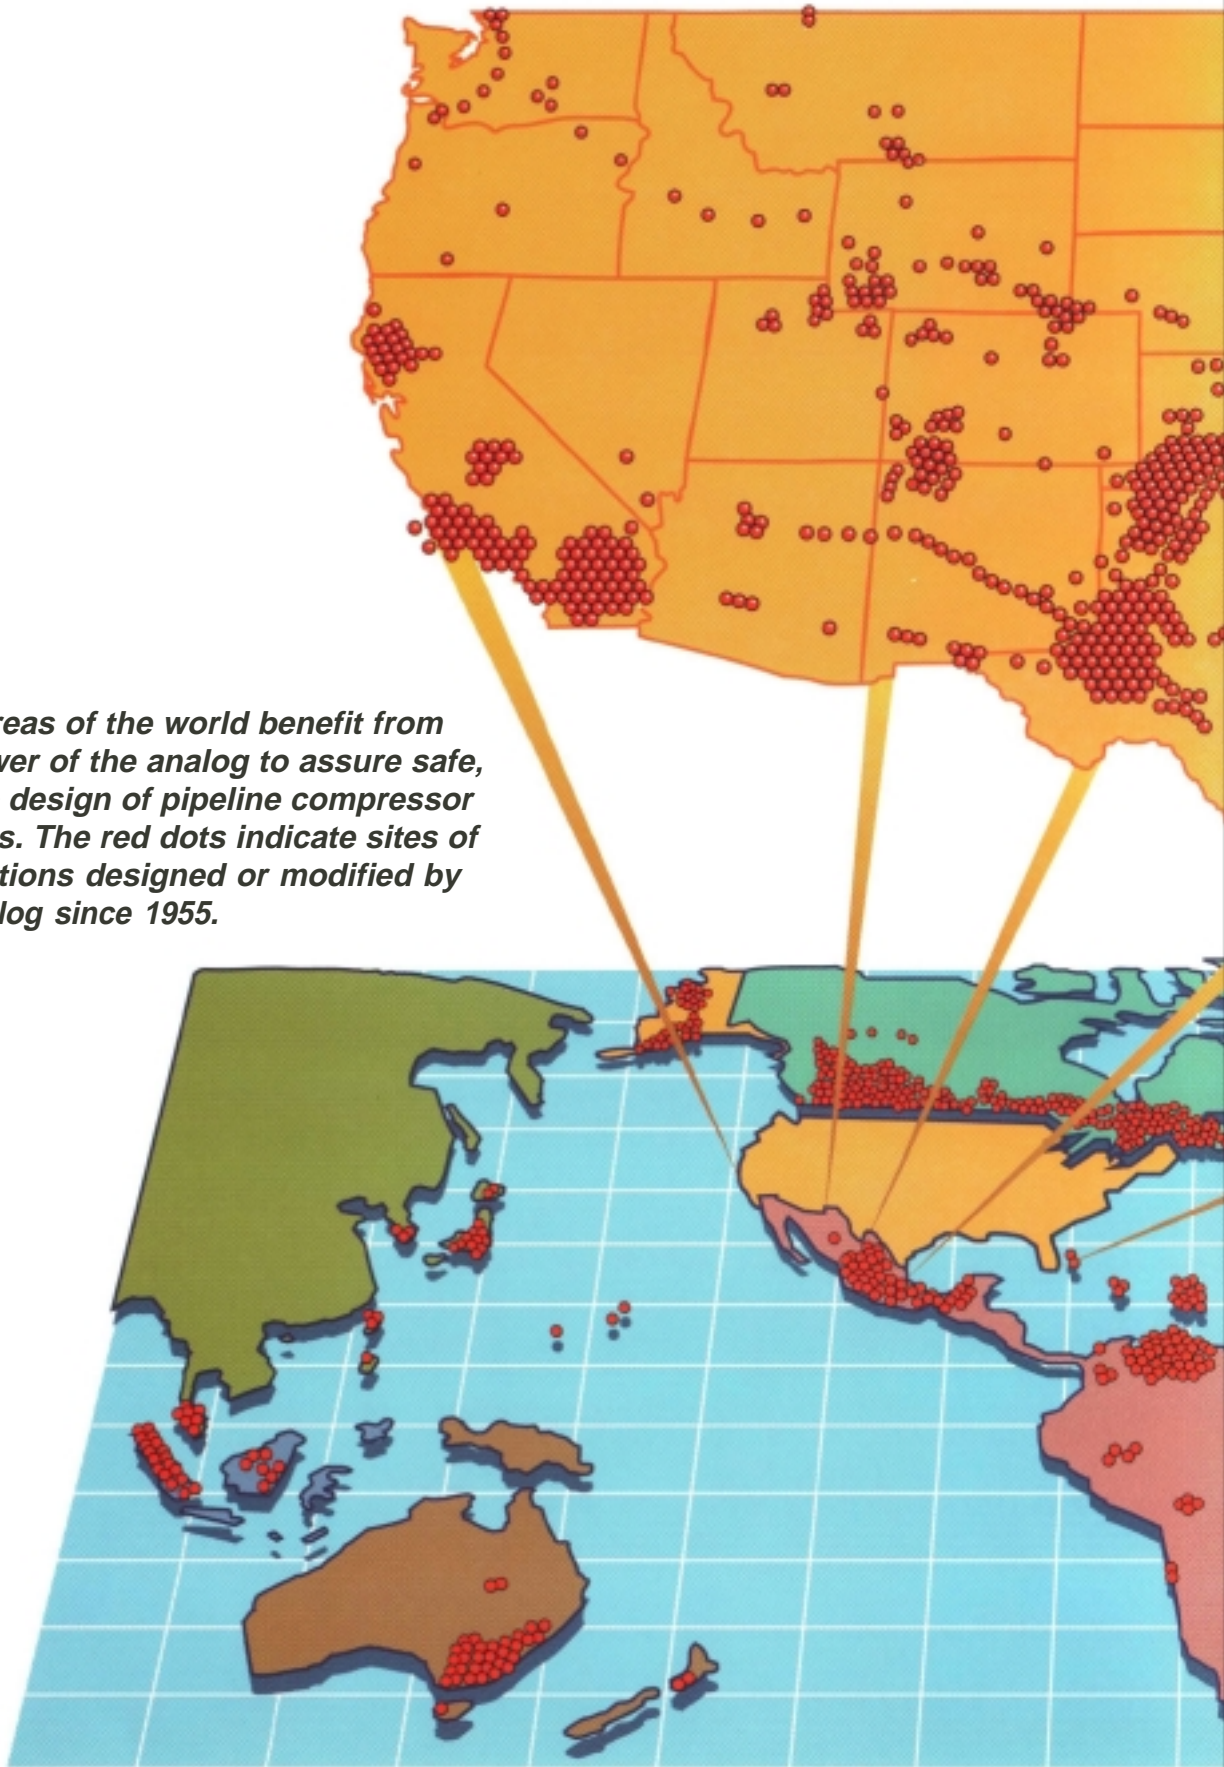 reas of the world benefit from
wer of the analog to assure safe,
design of pipeline compressor
s. The red dots indicate sites of
tions designed or modified by
log since 1955.